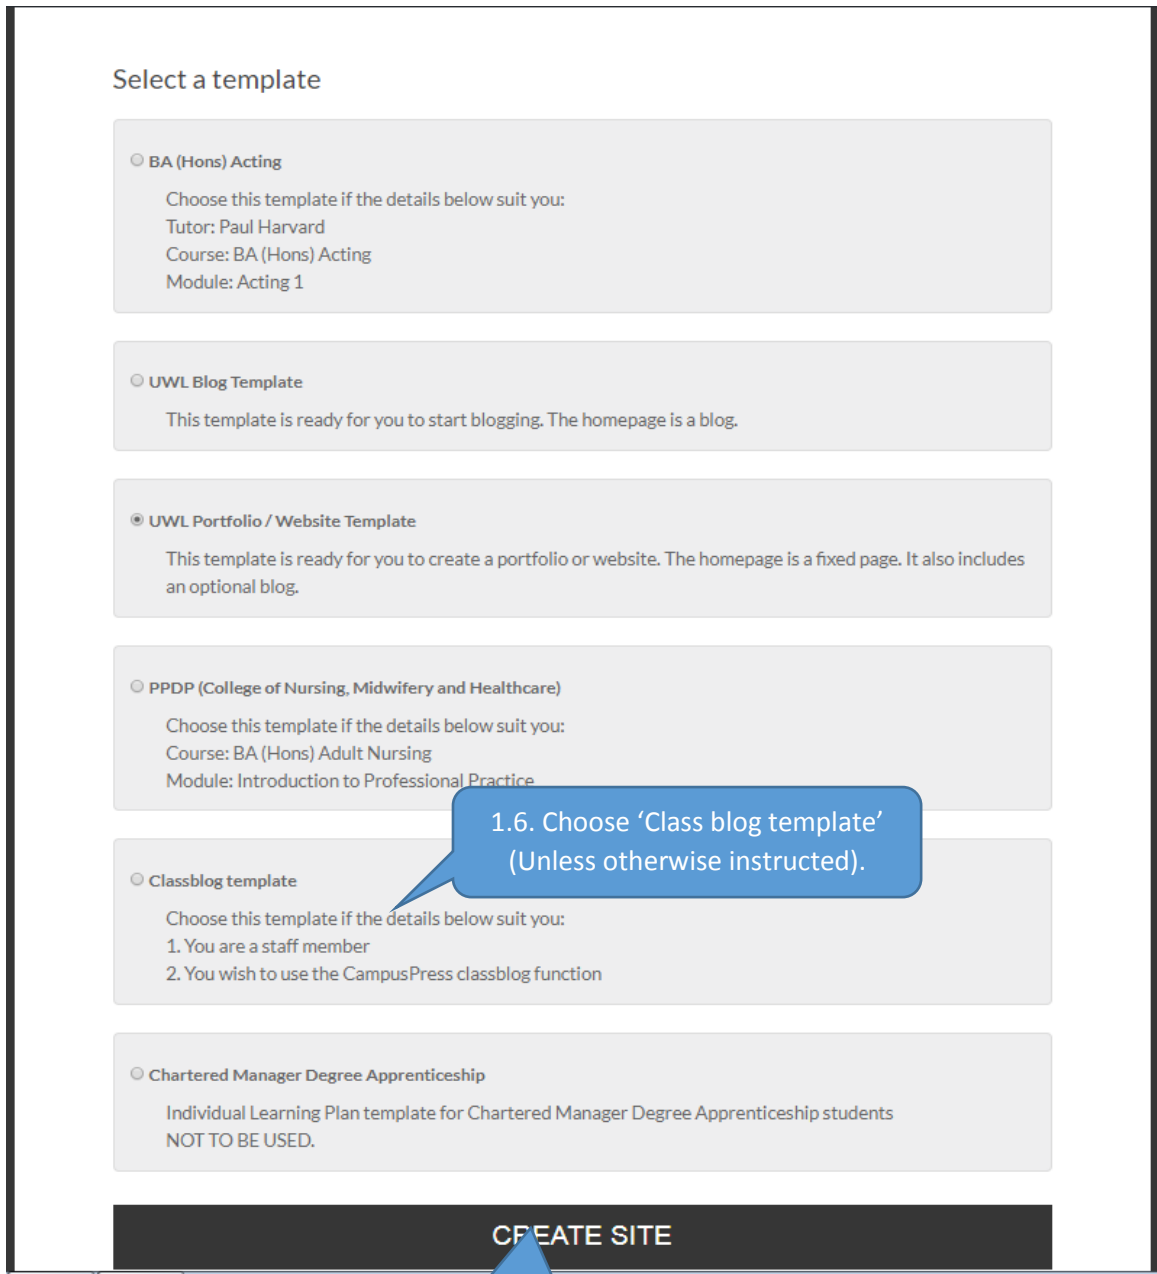 Select a template
BA (Hons) Acting
Choose this template if the details below suit you:
Tutor: Paul Harvard
Course: BA (Hons) Acting
Module: Acting 1
UWL Blog Template
This template is ready for you to start blogging. The homepage is a blog.
UWL Portfolio / Website Template
This template is ready for you to create a portfolio or website. The homepage is a fixed page. It also includes
an optional blog.
PPDP (College of Nursing, Midwifery and Healthcare)
Choose this template if the details below suit you:
Course: BA (Hons) Adult Nursing
Module: Introduction to Professional Practice
1.6. Choose ‘Class blog template’
(Unless otherwise instructed).
Classblog template
Choose this template if the details below suit you:
1. You are a staff member
2. You wish to use the CampusPress classblog function
Chartered Manager Degree Apprenticeship
Individual Learning Plan template for Chartered Manager Degree Apprenticeship students
NOT TO BE USED.
CREATE SITE